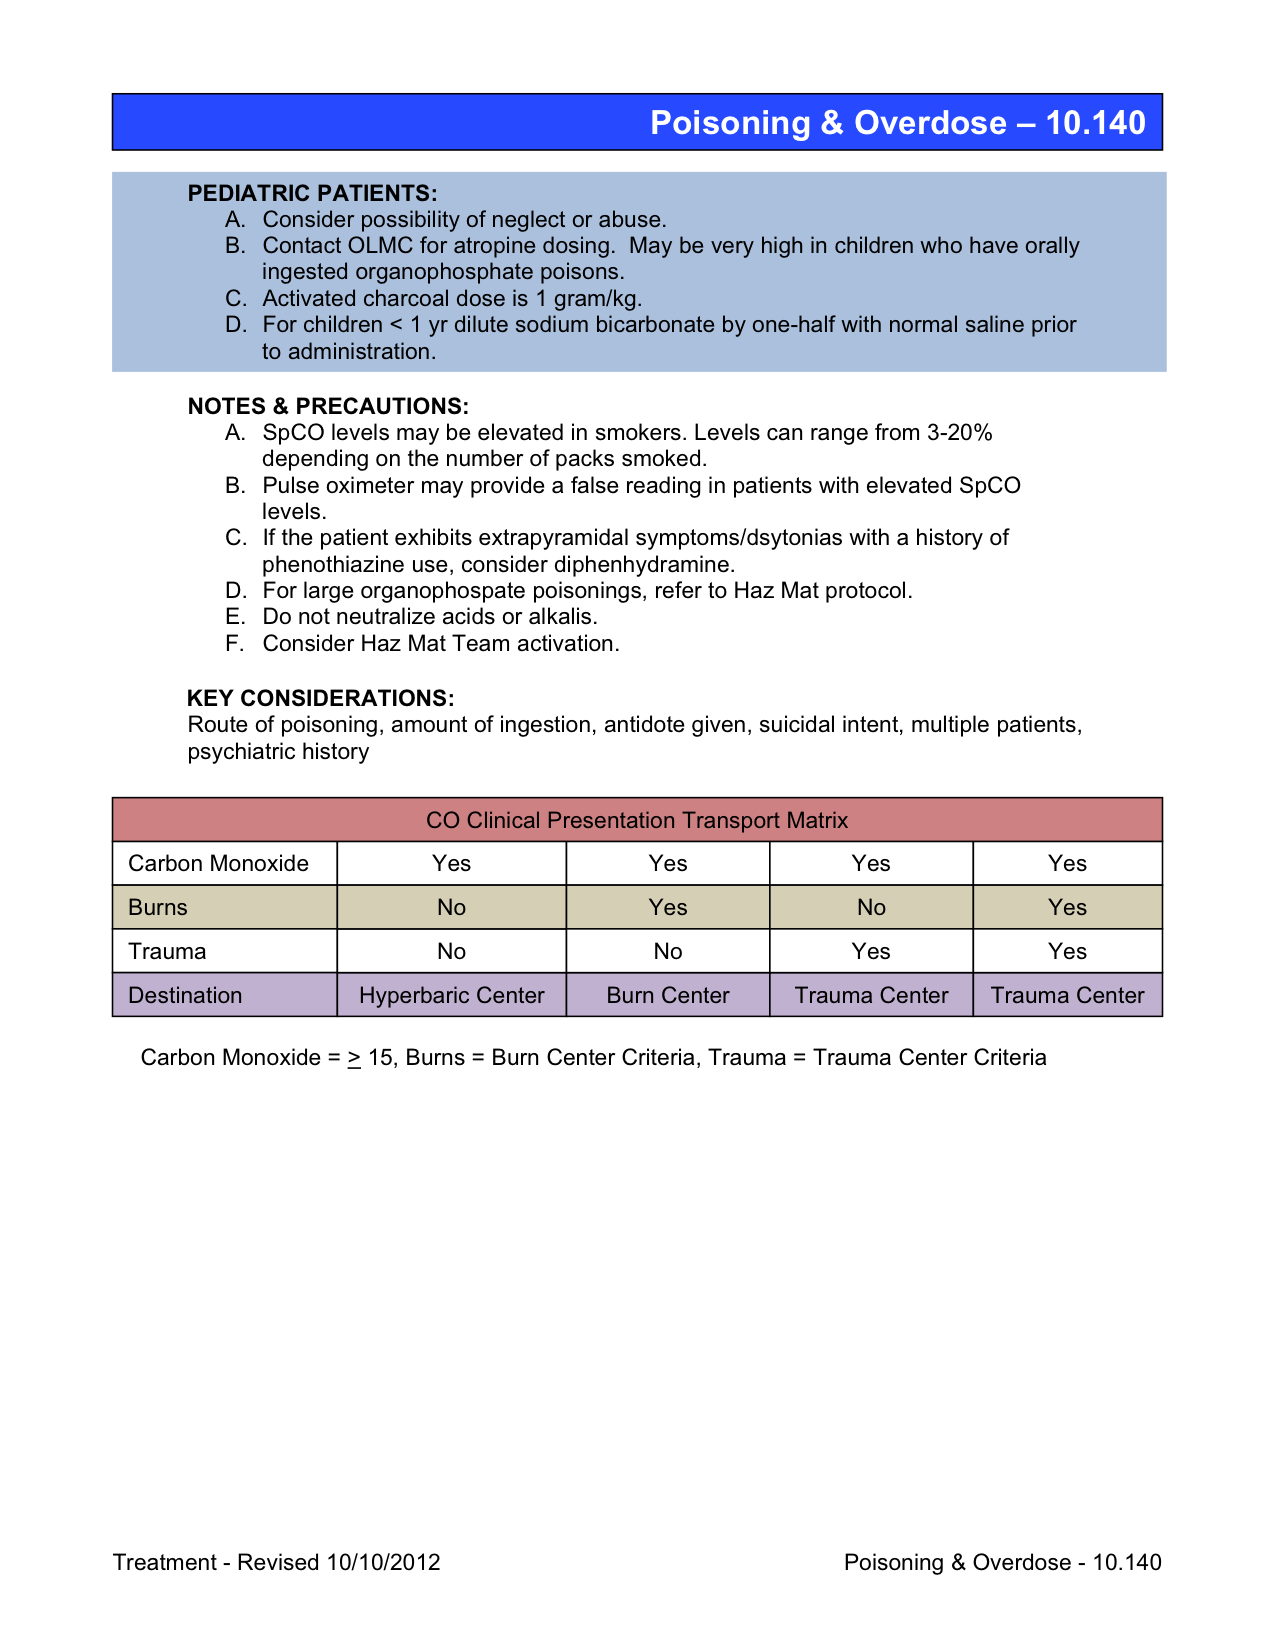 Poisoning & Overdose – 10.140
PEDIATRIC PATIENTS:
A. Consider possibility of neglect or abuse.
B. Contact OLMC for atropine dosing.  May be very high in children who have orally
ingested organophosphate poisons.
C. Activated charcoal dose is 1 gram/kg.
D. For children < 1 yr dilute sodium bicarbonate by one-half with normal saline prior
to administration.
NOTES & PRECAUTIONS:
A. SpCO levels may be elevated in smokers. Levels can range from 3-20%
depending on the number of packs smoked.
B. Pulse oximeter may provide a false reading in patients with elevated SpCO
levels.
C. If the patient exhibits extrapyramidal symptoms/dsytonias with a history of
phenothiazine use, consider diphenhydramine.
D. For large organophospate poisonings, refer to Haz Mat protocol.
E. Do not neutralize acids or alkalis.
F. Consider Haz Mat Team activation.
KEY CONSIDERATIONS:
Route of poisoning, amount of ingestion, antidote given, suicidal intent, multiple patients,
psychiatric history
CO Clinical Presentation Transport Matrix
Carbon Monoxide Yes Yes Yes Yes
Burns No Yes No Yes
Trauma No No Yes Yes
Destination Hyperbaric Center Burn Center Trauma Center Trauma Center
Carbon Monoxide = ≥ 15, Burns = Burn Center Criteria, Trauma = Trauma Center Criteria
Treatment - Revised 10/10/2012 Poisoning & Overdose - 10.140